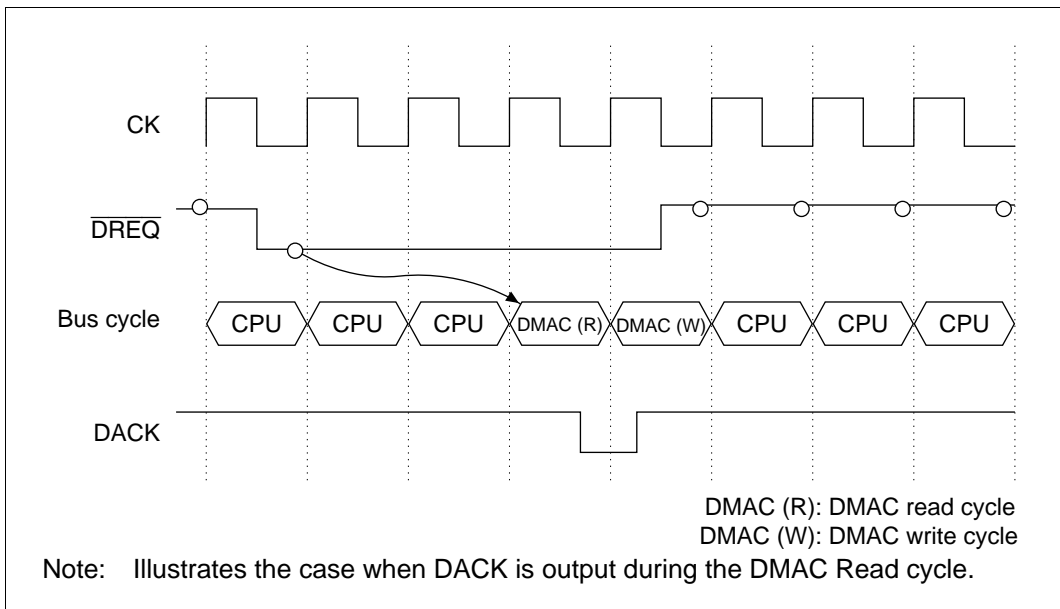 CK
DREQ
Bus cycle CPU CPU CPU DMAC (R) DMAC (W) CPU CPU CPU
DACK
DMAC (R): DMAC read cycle
DMAC (W): DMAC write cycle
Note: Illustrates the case when DACK is output during the DMAC Read cycle.